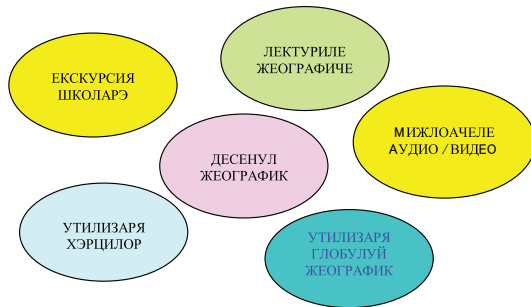 ЛЕКТУРИЛЕ
ЖЕОГРАФИЧЕ
ЕКСКУРСИЯ
ШКОЛАРЭ
МИЖЛОАЧЕЛЕ
АУДИО / ВИДЕО
ДЕСЕНУЛ
ЖЕОГРАФИК
УТИЛИЗАРЯ
ХЭРЦИЛОР
УТИЛИЗАРЯ
ГЛОБУЛУЙ
ЖЕОГРАФИК